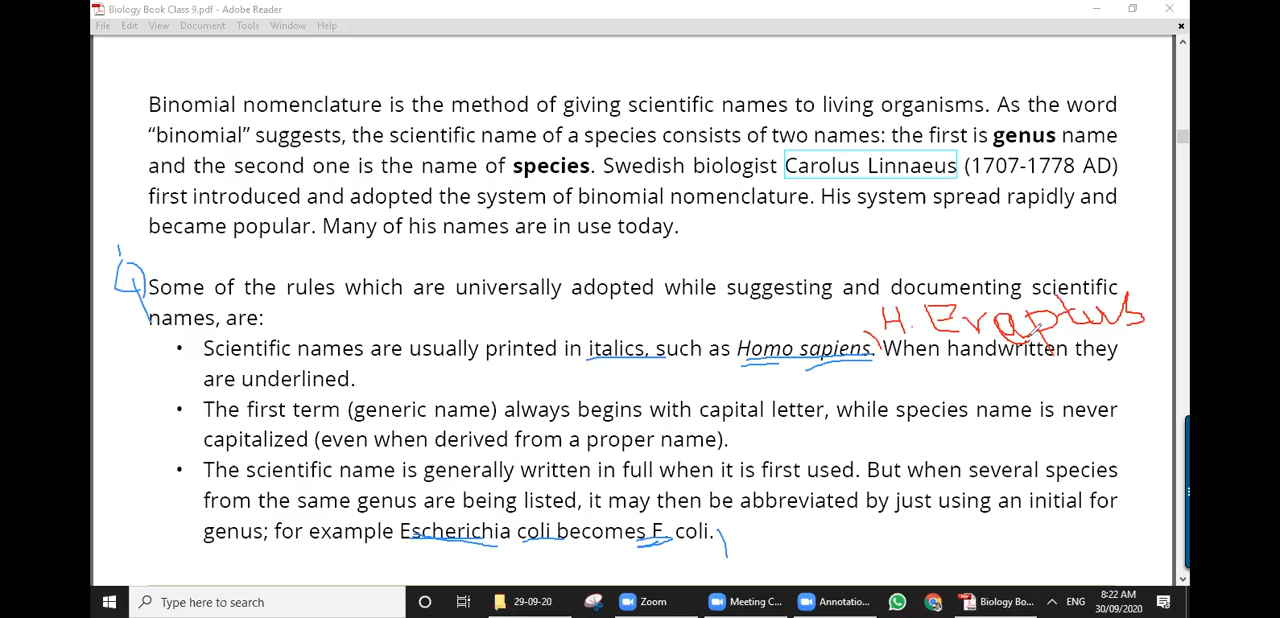 Biology Book Class 9.pdf - Adobe Reader
File Edit View Document Tools Window Help
Binomial nomenclature is the method of giving scientific names to living organisms. As the word
“binomial” suggests, the scientific name of a species consists of two names: the first is genus name
and the second one is the name of species. Swedish biologist Carolus Linnaeus (1707-1778 AD)
first introduced and adopted the system of binomial nomenclature. His system spread rapidly and
became popular. Many of his names are in use today.
Some of the rules which are universally adopted while suggesting and documenting scientific
names, are:
H. Eraptus
• Scientific names are usually printed in italics, such as Homo sapiens. When handwritten they
are underlined.
• The first term (generic name) always begins with capital letter, while species name is never
capitalized (even when derived from a proper name).
• The scientific name is generally written in full when it is first used. But when several species
from the same genus are being listed, it may then be abbreviated by just using an initial for
genus; for example Escherichia coli becomes E. coli.
Type here to search
29-09-20
Zoom
Meeting C...
Annotatio...
Biology Bo...
ENG
8:22 AM
30/09/2020